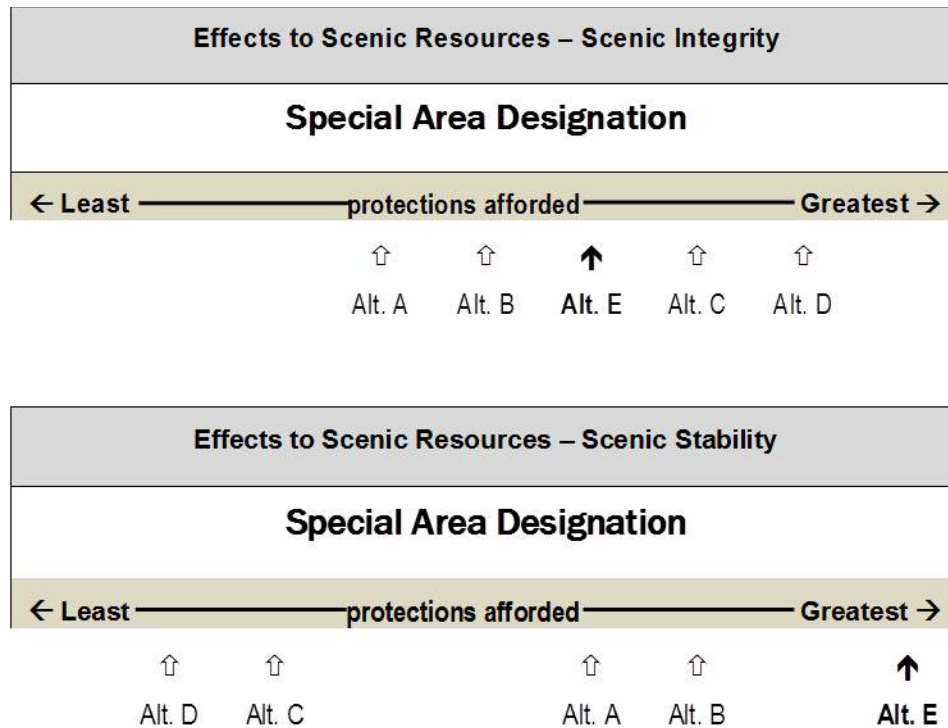 Effects to Scenic Resources – Scenic Integrity
Special Area Designation
← Least protections afforded Greatest →
Alt. A Alt. B Alt. E Alt. C Alt. D
Effects to Scenic Resources – Scenic Stability
Special Area Designation
← Least protections afforded Greatest →
Alt. D Alt. C Alt. A Alt. B Alt. E